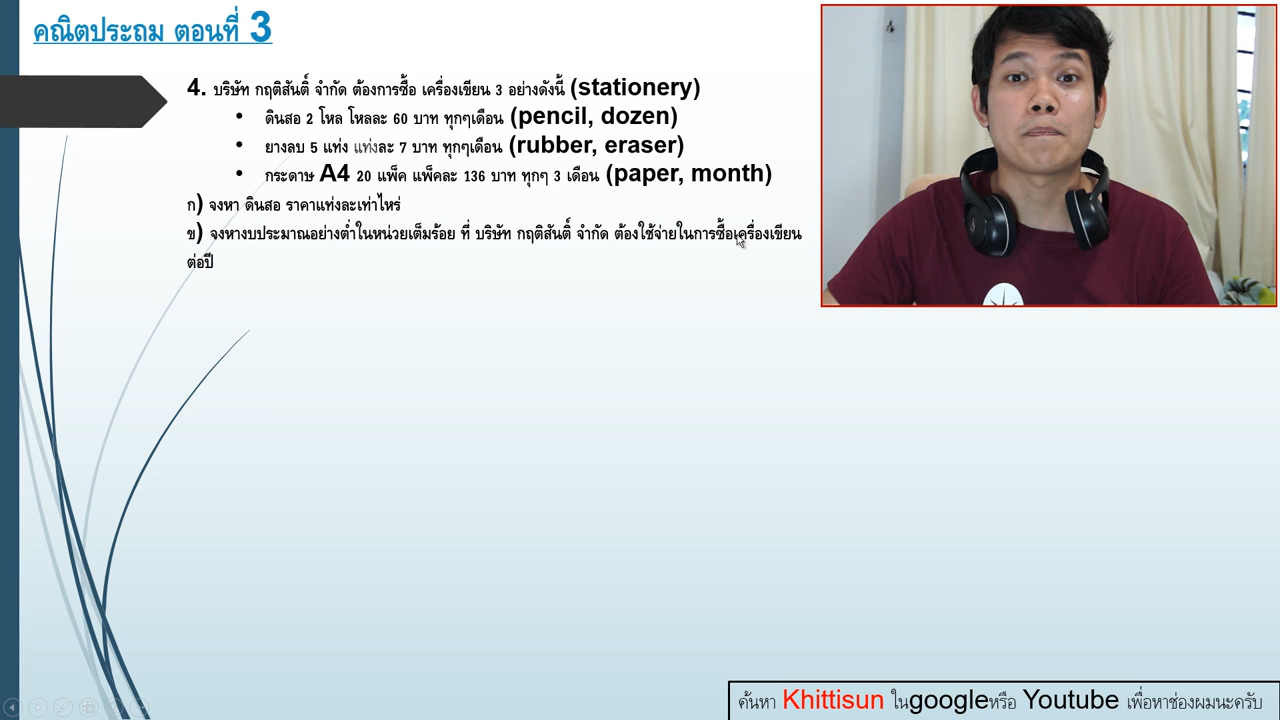 คณิตประถม ตอนที่ 3
4. บริษัท กฤติสันติ์ จำกัด ต้องการซื้อ เครื่องเขียน 3 อย่างดังนี้ (stationery)
• ดินสอ 2 โหล โหลละ 60 บาท ทุกๆเดือน (pencil, dozen)
• ยางลบ 5 แท่ง แท่งละ 7 บาท ทุกๆเดือน (rubber, eraser)
• กระดาษ A4 20 แพ็ค แพ็คละ 136 บาท ทุกๆ 3 เดือน (paper, month)
ก) จงหา ดินสอ ราคาแท่งละเท่าไหร่
ข) จงหางบประมาณอย่างต่ำในหน่วยเต็มร้อย ที่ บริษัท กฤติสันติ์ จำกัด ต้องใช้จ่ายในการซื้อเครื่องเขียน
ต่อปี
ค้นหา Khittisun ในgoogleหรือ Youtube เพื่อหาช่องผมนะครับ